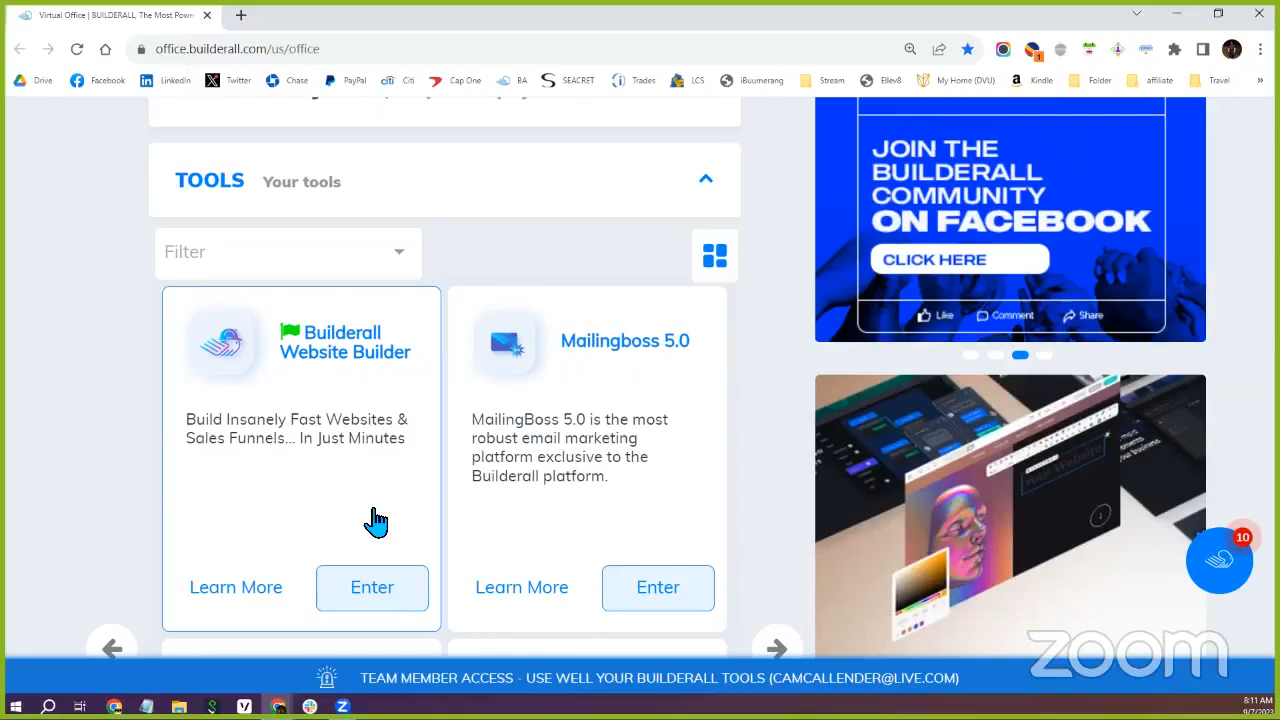 Virtual Office | BUILDERALL, The Most Powe
office.builderall.com/us/office
Drive Facebook LinkedIn Twitter Chase PayPal Citi Cap One BA SEACRET Trades LCS iBuumerang Stream Ellev8 My Home (DVU) Kindle Folder affiliate Travel »
TOOLS Your tools
Filter
Builderall
Website Builder
Build Insanely Fast Websites &
Sales Funnels... In Just Minutes
Learn More Enter
Mailingboss 5.0
MailingBoss 5.0 is the most
robust email marketing
platform exclusive to the
Builderall platform.
Learn More Enter
JOIN THE
BUILDERALL
COMMUNITY
ON FACEBOOK
CLICK HERE
Like Comment Share
10
zoom
TEAM MEMBER ACCESS - USE WELL YOUR BUILDERALL TOOLS (CAMCALLENDER@LIVE.COM)
8:11 AM
9/7/2023